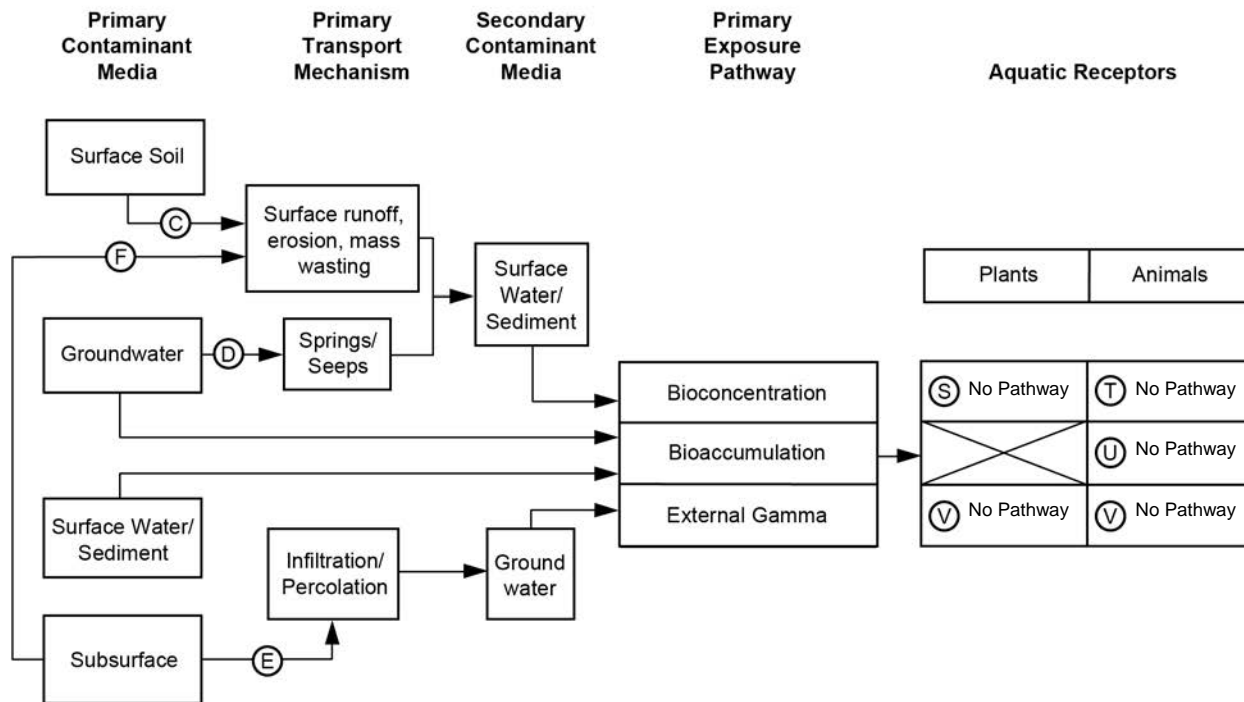 Primary
Contaminant
Media
Primary
Transport
Mechanism
Secondary
Contaminant
Media
Primary
Exposure
Pathway
Aquatic Receptors
Surface Soil
C
Surface runoff,
erosion, mass
wasting
F
Surface
Water/
Sediment
Plants
Animals
Groundwater
D
Springs/
Seeps
Bioconcentration
S No Pathway
T No Pathway
Bioaccumulation
U No Pathway
External Gamma
V No Pathway
V No Pathway
Surface Water/
Sediment
Infiltration/
Percolation
Ground
water
Subsurface
E